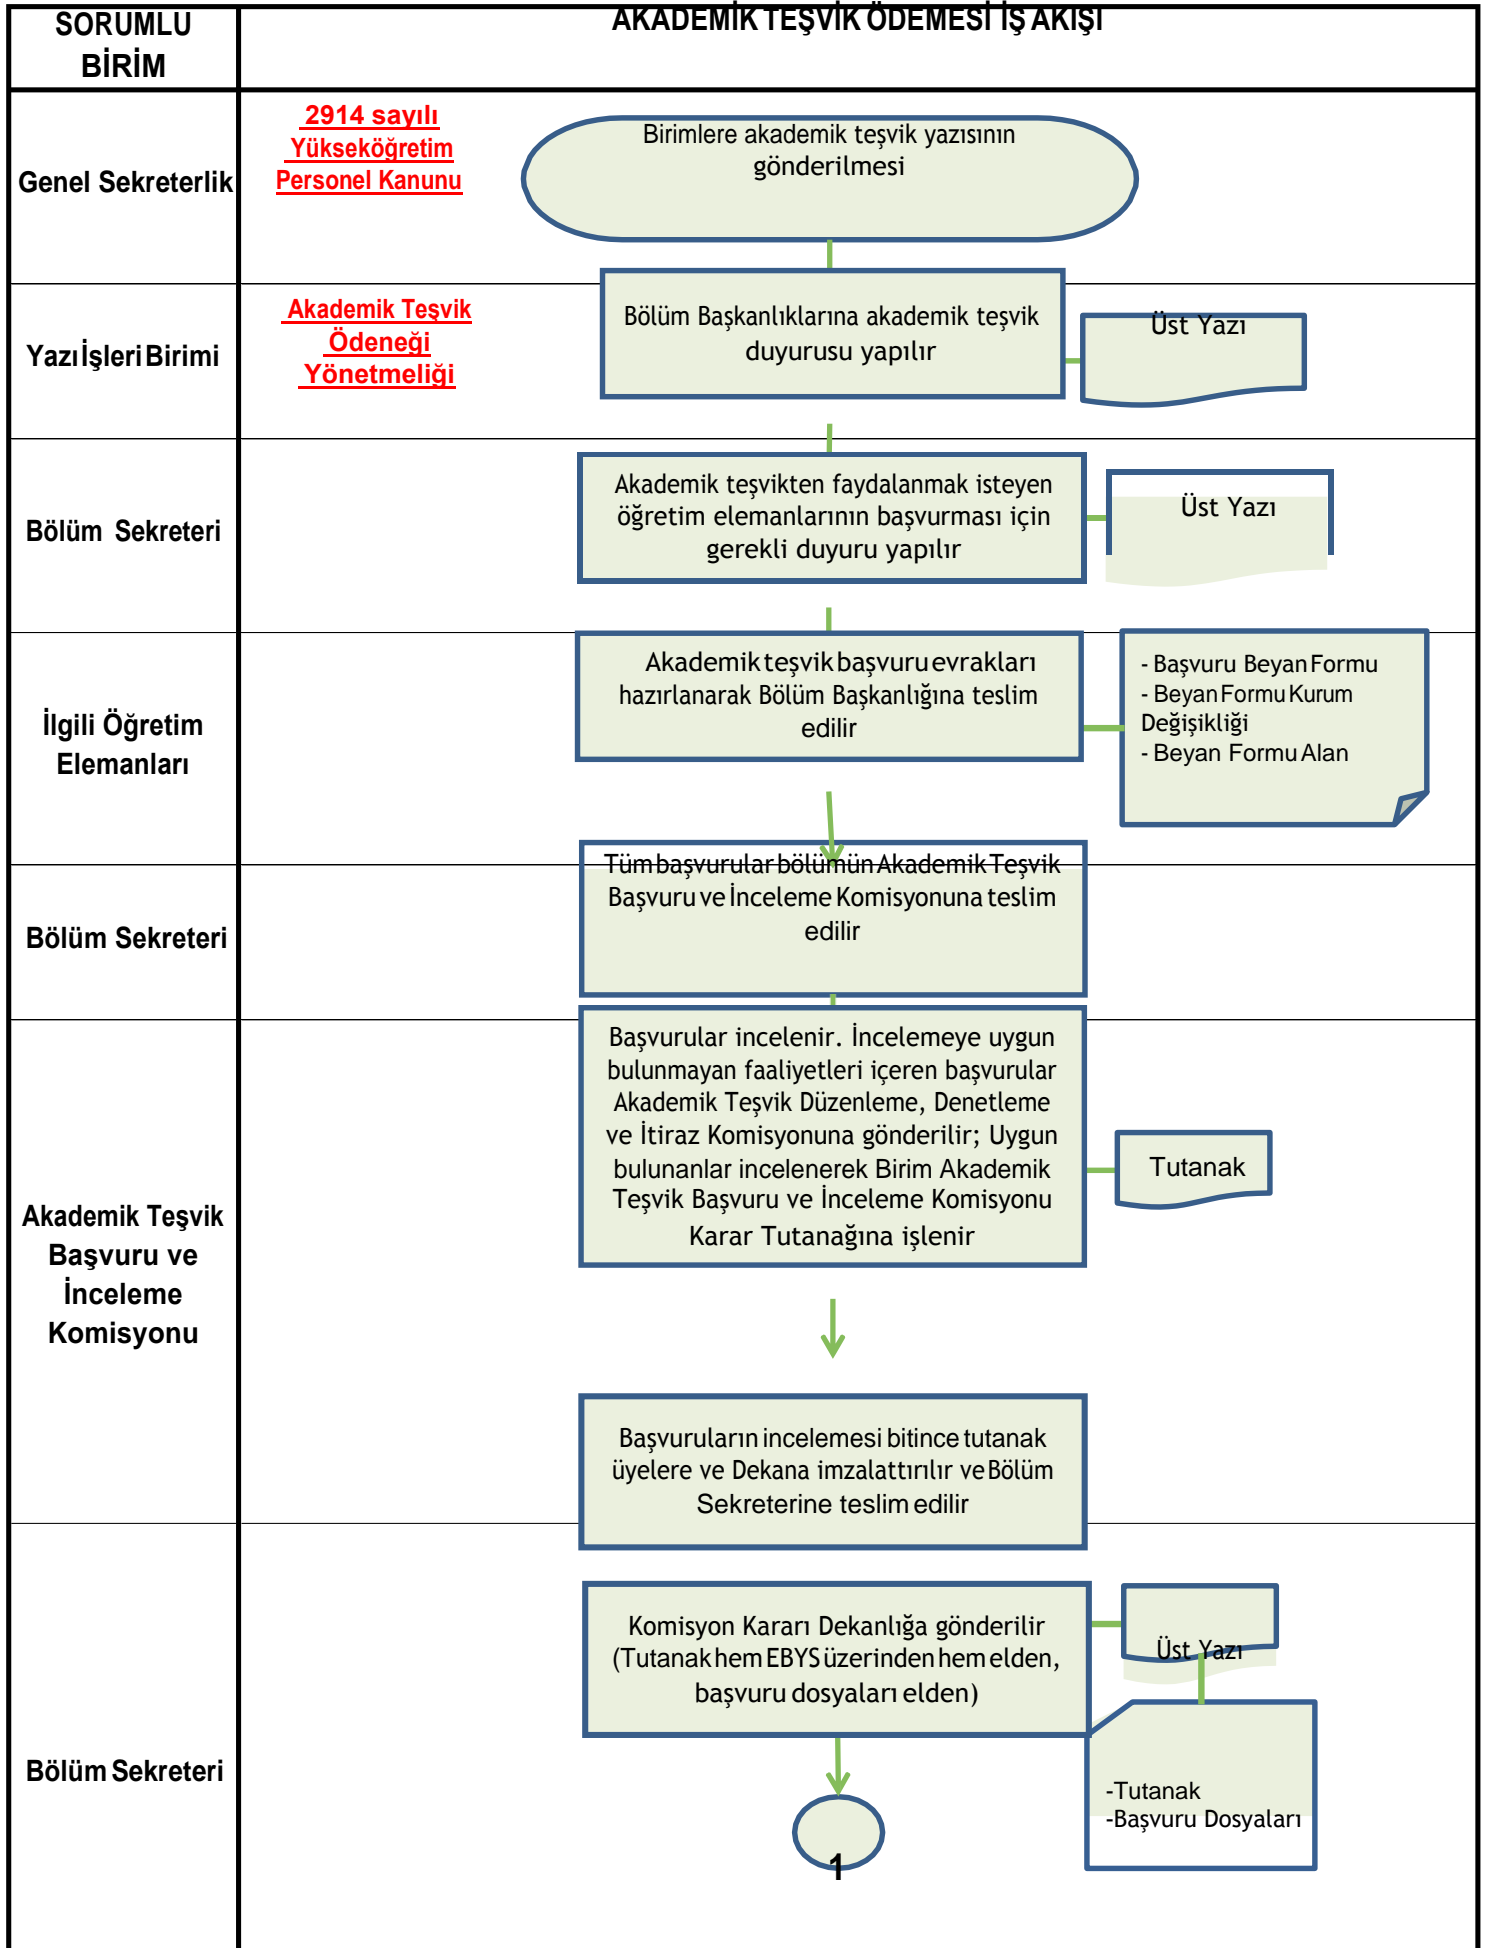 SORUMLU
BİRİM
AKADEMİK TEŞVİK ÖDEMESİ İŞ AKIŞI
Genel Sekreterlik
2914 sayılı
Yükseköğretim
Personel Kanunu
Birimlere akademik teşvik yazısının
gönderilmesi
Yazı İşleri Birimi
Akademik Teşvik
Ödeneği
Yönetmeliği
Bölüm Başkanlıklarına akademik teşvik
duyurusu yapılır
Üst Yazı
Bölüm Sekreteri
Akademik teşvikten faydalanmak isteyen
öğretim elemanlarının başvurması için
gerekli duyuru yapılır
Üst Yazı
İlgili Öğretim
Elemanları
Akademik teşvik başvuru evrakları
hazırlanarak Bölüm Başkanlığına teslim
edilir
- Başvuru Beyan Formu
- Beyan Formu Kurum
Değişikliği
- Beyan Formu Alan
Bölüm Sekreteri
Tüm başvurular bölümün Akademik Teşvik
Başvuru ve İnceleme Komisyonuna teslim
edilir
Akademik Teşvik
Başvuru ve
İnceleme
Komisyonu
Başvurular incelenir. İncelemeye uygun
bulunmayan faaliyetleri içeren başvurular
Akademik Teşvik Düzenleme, Denetleme
ve İtiraz Komisyonuna gönderilir; Uygun
bulunanlar incelenerek Birim Akademik
Teşvik Başvuru ve İnceleme Komisyonu
Karar Tutanağına işlenir
Tutanak
Başvuruların incelemesi bitince tutanak
üyelere ve Dekana imzalattırılır ve Bölüm
Sekreterine teslim edilir
Bölüm Sekreteri
Komisyon Kararı Dekanlığa gönderilir
(Tutanak hem EBYS üzerinden hem elden,
başvuru dosyaları elden)
Üst Yazı
-Tutanak
-Başvuru Dosyaları
1